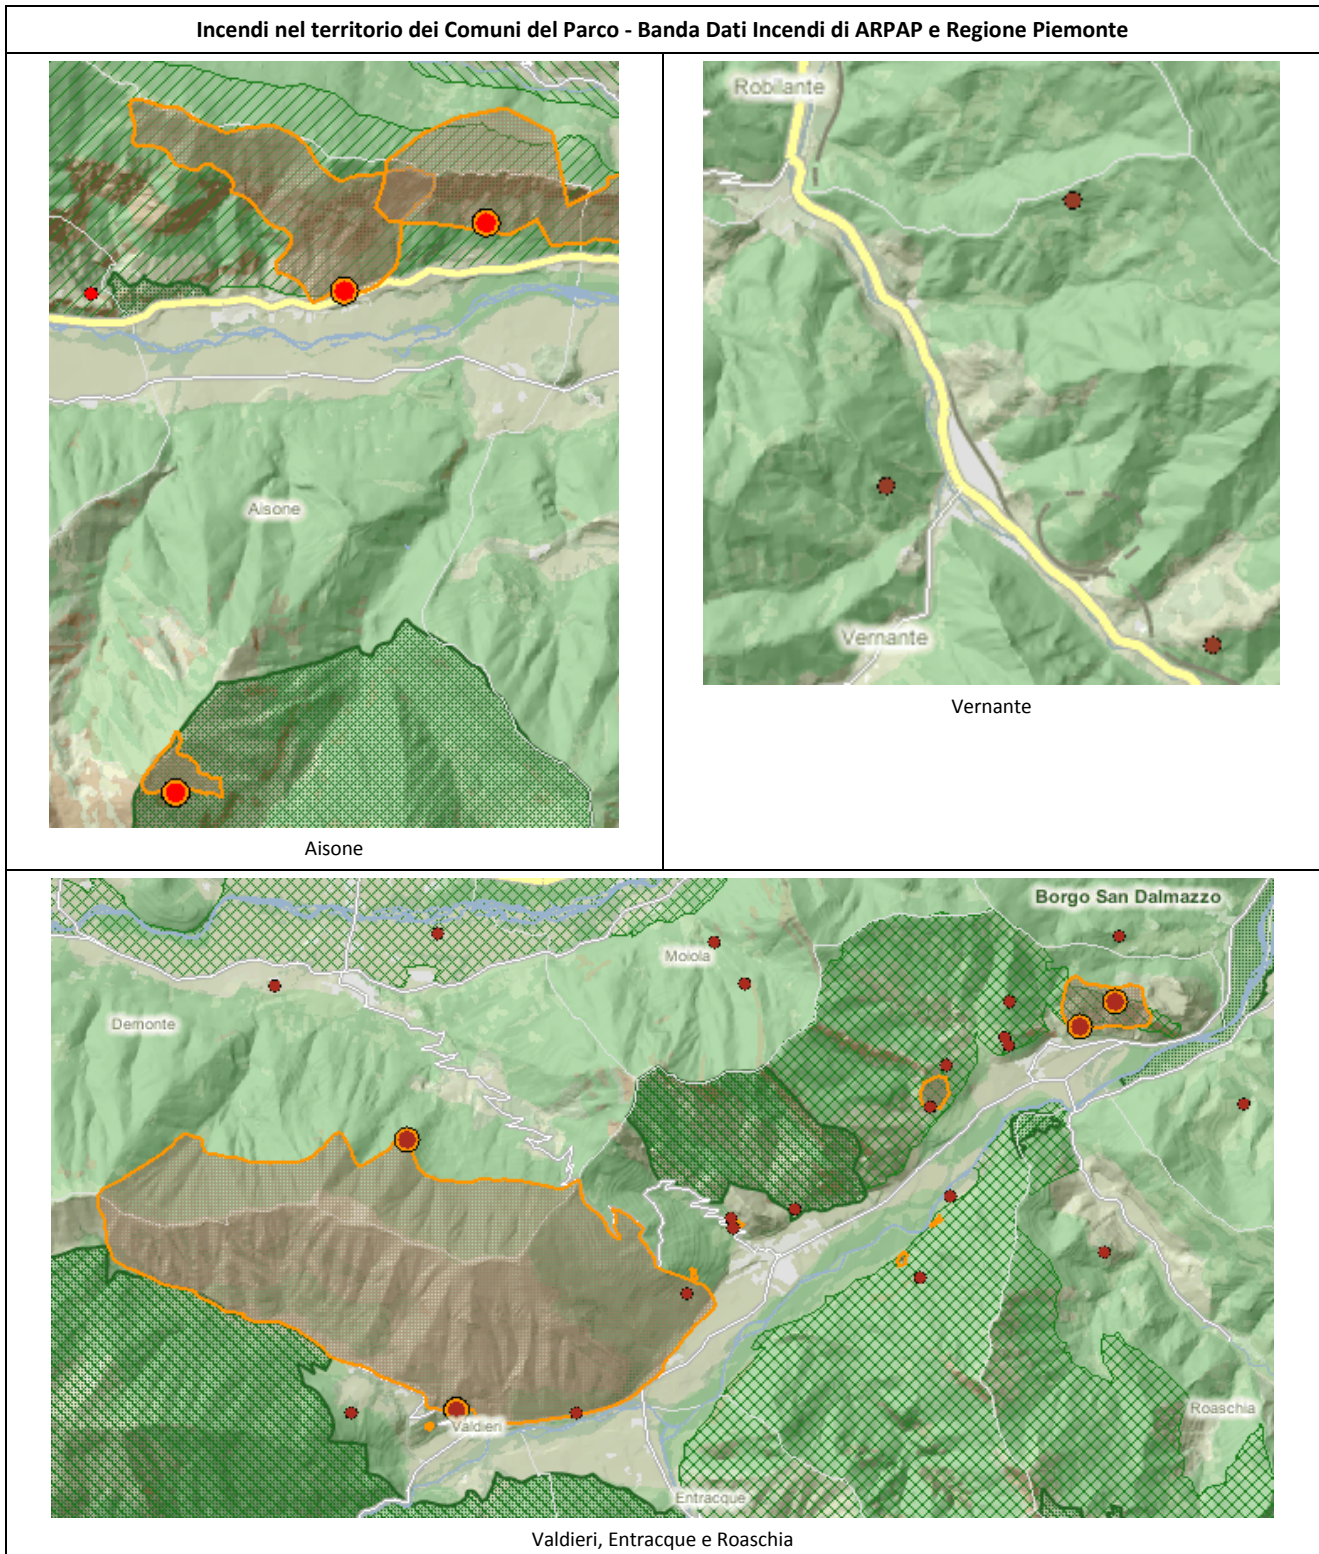 Incendi nel territorio dei Comuni del Parco - Banda Dati Incendi di ARPAP e Regione Piemonte
Aisone
Aisone
Robilante
Vernante
Vernante
Borgo San Dalmazzo
Moiola
Demonte
Valdieri
Roaschia
Entracque
Valdieri, Entracque e Roaschia